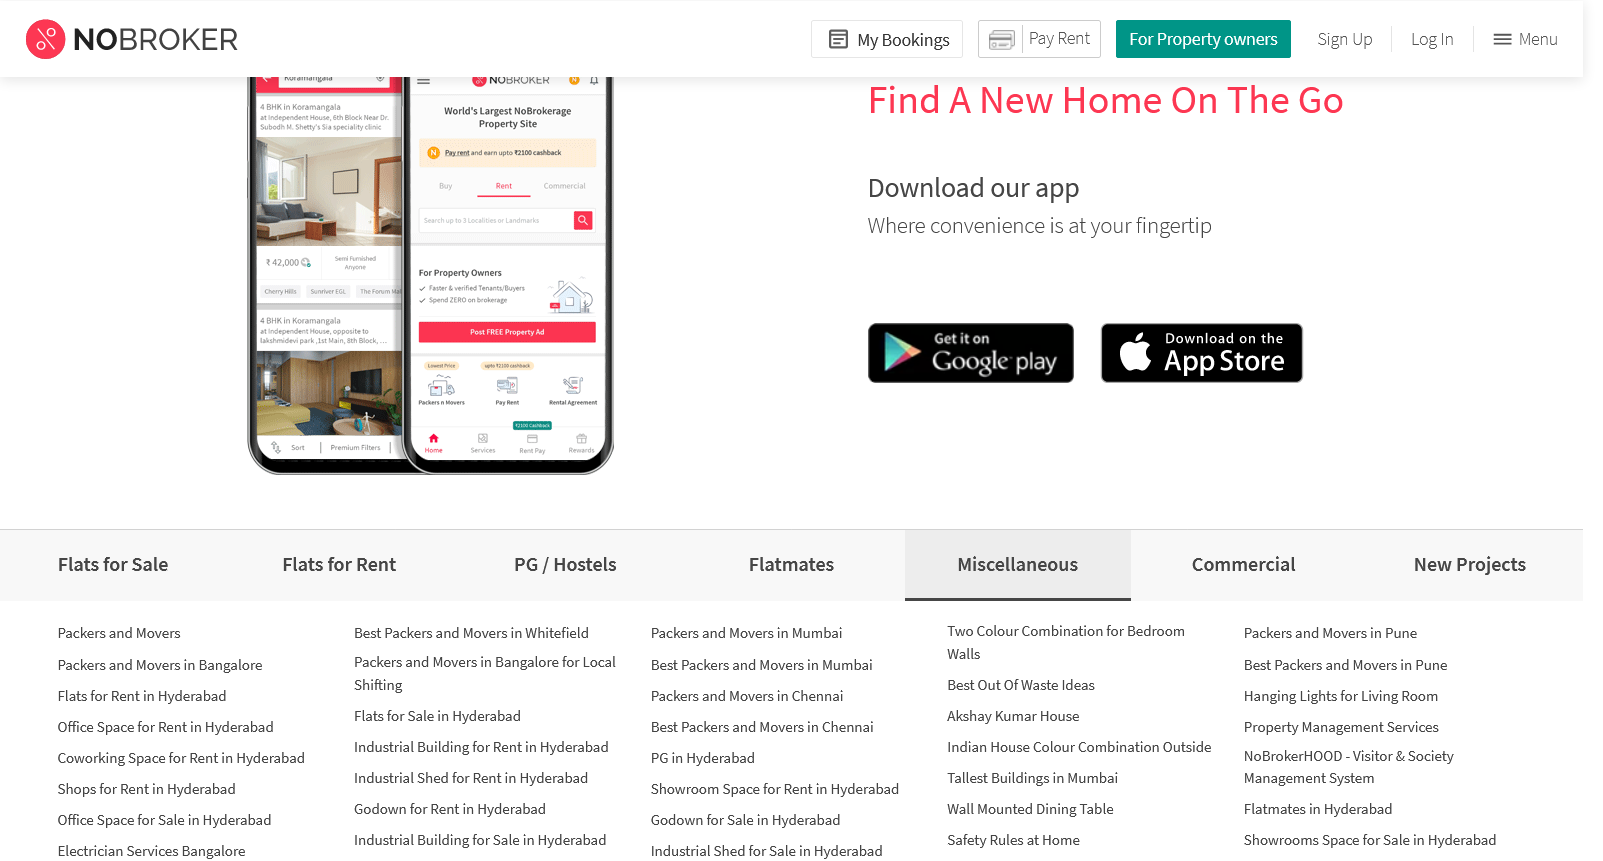 NOBROKER
My Bookings
Pay Rent
For Property owners
Sign Up
Log In
Menu
Koramangala
4 BHK in Koramangala
at Independent House, 6th Block Near Dr.
Subodh M. Shetty's Sia speciality clinic
₹ 42,000
Semi Furnished
Anyone
Cherry Hills
Sunriver EGL
The Forum Mal
4 BHK in Koramangala
at Independent House, opposite to
lakshmidevi park ,1st Main, 8th Block, ...
Sort
Premium Filters
NOBROKER
World's Largest NoBrokerage
Property Site
Pay rent and earn upto ₹2100 cashback
Buy
Rent
Commercial
Search up to 3 Localities or Landmarks
For Property Owners
Faster & verified Tenants/Buyers
Spend ZERO on brokerage
Post FREE Property Ad
Lowest Price
upto ₹2100 cashback
Packers n Movers
Pay Rent
Rental Agreement
₹2100 Cashback
Home
Services
Rent Pay
Rewards
Find A New Home On The Go
Download our app
Where convenience is at your fingertip
Get it on
Google play
Download on the
App Store
Flats for Sale
Flats for Rent
PG / Hostels
Flatmates
Miscellaneous
Commercial
New Projects
Packers and Movers
Packers and Movers in Bangalore
Flats for Rent in Hyderabad
Office Space for Rent in Hyderabad
Coworking Space for Rent in Hyderabad
Shops for Rent in Hyderabad
Office Space for Sale in Hyderabad
Electrician Services Bangalore
Best Packers and Movers in Whitefield
Packers and Movers in Bangalore for Local
Shifting
Flats for Sale in Hyderabad
Industrial Building for Rent in Hyderabad
Industrial Shed for Rent in Hyderabad
Godown for Rent in Hyderabad
Industrial Building for Sale in Hyderabad
Packers and Movers in Mumbai
Best Packers and Movers in Mumbai
Packers and Movers in Chennai
Best Packers and Movers in Chennai
PG in Hyderabad
Showroom Space for Rent in Hyderabad
Godown for Sale in Hyderabad
Industrial Shed for Sale in Hyderabad
Two Colour Combination for Bedroom
Walls
Best Out Of Waste Ideas
Akshay Kumar House
Indian House Colour Combination Outside
Tallest Buildings in Mumbai
Wall Mounted Dining Table
Safety Rules at Home
Packers and Movers in Pune
Best Packers and Movers in Pune
Hanging Lights for Living Room
Property Management Services
NoBrokerHOOD - Visitor & Society
Management System
Flatmates in Hyderabad
Showrooms Space for Sale in Hyderabad